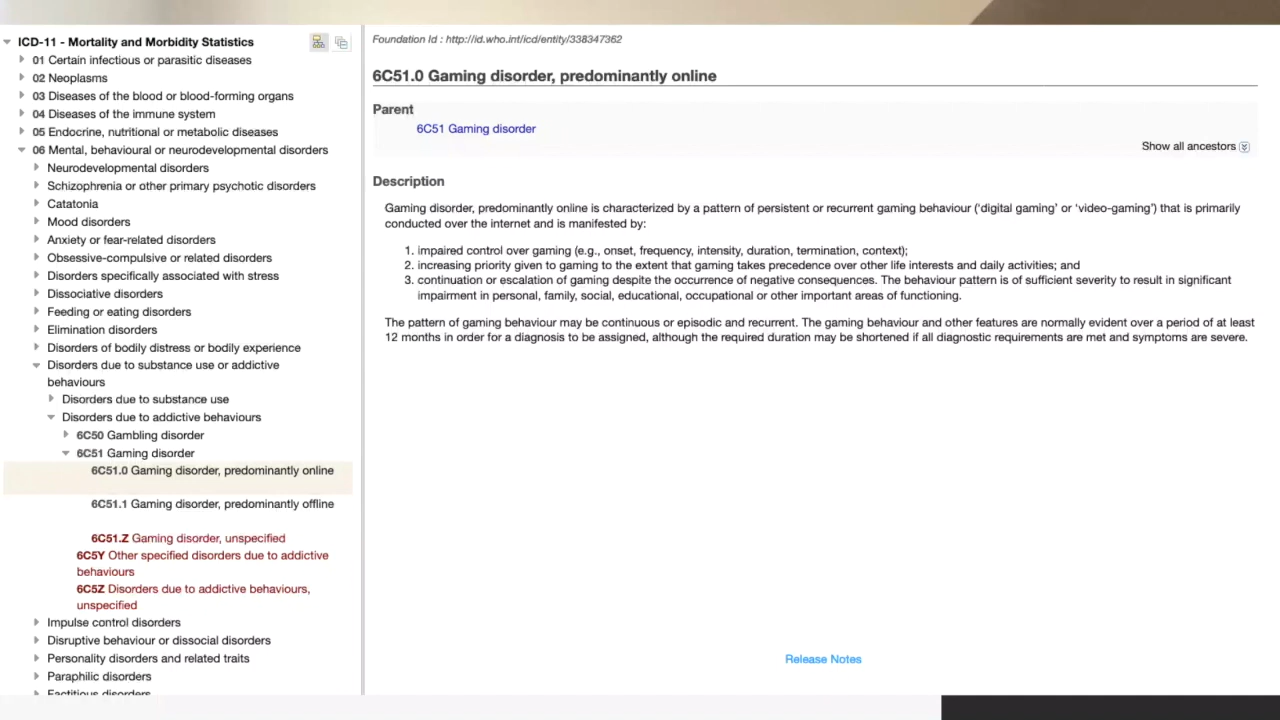 ICD-11 - Mortality and Morbidity Statistics
01 Certain infectious or parasitic diseases
02 Neoplasms
03 Diseases of the blood or blood-forming organs
04 Diseases of the immune system
05 Endocrine, nutritional or metabolic diseases
06 Mental, behavioural or neurodevelopmental disorders
Neurodevelopmental disorders
Schizophrenia or other primary psychotic disorders
Catatonia
Mood disorders
Anxiety or fear-related disorders
Obsessive-compulsive or related disorders
Disorders specifically associated with stress
Dissociative disorders
Feeding or eating disorders
Elimination disorders
Disorders of bodily distress or bodily experience
Disorders due to substance use or addictive
behaviours
Disorders due to substance use
Disorders due to addictive behaviours
6C50 Gambling disorder
6C51 Gaming disorder
6C51.0 Gaming disorder, predominantly online
6C51.1 Gaming disorder, predominantly offline
6C51.Z Gaming disorder, unspecified
6C5Y Other specified disorders due to addictive
behaviours
6C5Z Disorders due to addictive behaviours,
unspecified
Impulse control disorders
Disruptive behaviour or dissocial disorders
Personality disorders and related traits
Paraphilic disorders
Factitious disorders
Foundation Id : http://id.who.int/icd/entity/338347362
6C51.0 Gaming disorder, predominantly online
Parent
6C51 Gaming disorder
Show all ancestors
Description
Gaming disorder, predominantly online is characterized by a pattern of persistent or recurrent gaming behaviour (‘digital gaming’ or ‘video-gaming’) that is primarily
conducted over the internet and is manifested by:
1. impaired control over gaming (e.g., onset, frequency, intensity, duration, termination, context);
2. increasing priority given to gaming to the extent that gaming takes precedence over other life interests and daily activities; and
3. continuation or escalation of gaming despite the occurrence of negative consequences. The behaviour pattern is of sufficient severity to result in significant
impairment in personal, family, social, educational, occupational or other important areas of functioning.
The pattern of gaming behaviour may be continuous or episodic and recurrent. The gaming behaviour and other features are normally evident over a period of at least
12 months in order for a diagnosis to be assigned, although the required duration may be shortened if all diagnostic requirements are met and symptoms are severe.
Release Notes